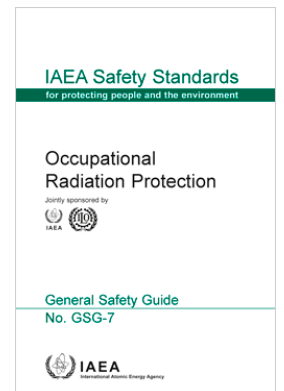 IAEA Safety Standards
for protecting people and the environment
Occupational
Radiation Protection
Jointly sponsored by
IAEA
General Safety Guide
No. GSG-7
IAEA
International Atomic Energy Agency